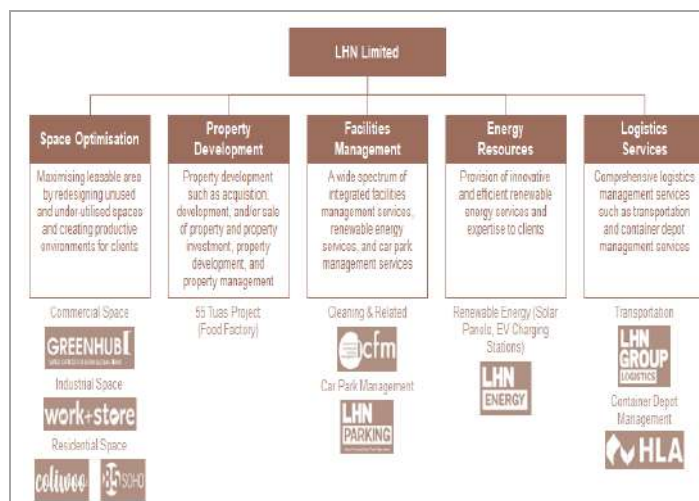 LHN Limited
Space Optimisation
Maximising leasable area
by redesigning unused
and under-utilised spaces
and creating productive
environments for clients
Commercial Space
GREENHUB
Industrial Space
work+store
Residential Space
coliwoo
85 SOHO
Property
Development
Property development
such as acquisition,
development, and/or sale
of property and property
investment, property
development, and
property management
55 Tuas Project
(Food Factory)
Facilities
Management
A wide spectrum of
integrated facilities
management services,
renewable energy
services, and car park
management services
Cleaning & Related
cfm
Car Park Management
LHN
PARKING
Energy
Resources
Provision of innovative
and efficient renewable
energy services and
expertise to clients
Renewable Energy (Solar
Panels, EV Charging
Stations)
LHN
ENERGY
Logistics
Services
Comprehensive logistics
management services
such as transportation
and container depot
management services
Transportation
LHN
GROUP
LOGISTICS
Container Depot
Management
HLA